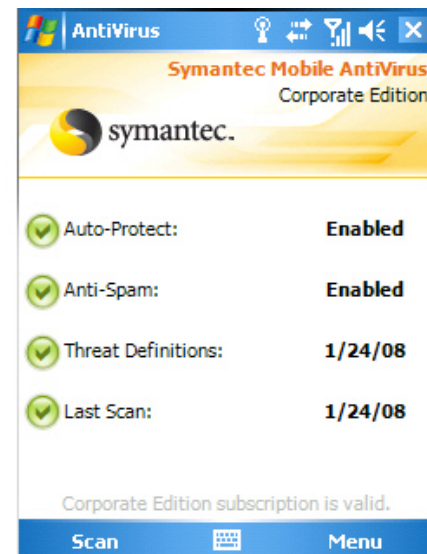 AntiVirus
Symantec Mobile AntiVirus
Corporate Edition
symantec.
Auto-Protect: Enabled
Anti-Spam: Enabled
Threat Definitions: 1/24/08
Last Scan: 1/24/08
Corporate Edition subscription is valid.
Scan Menu